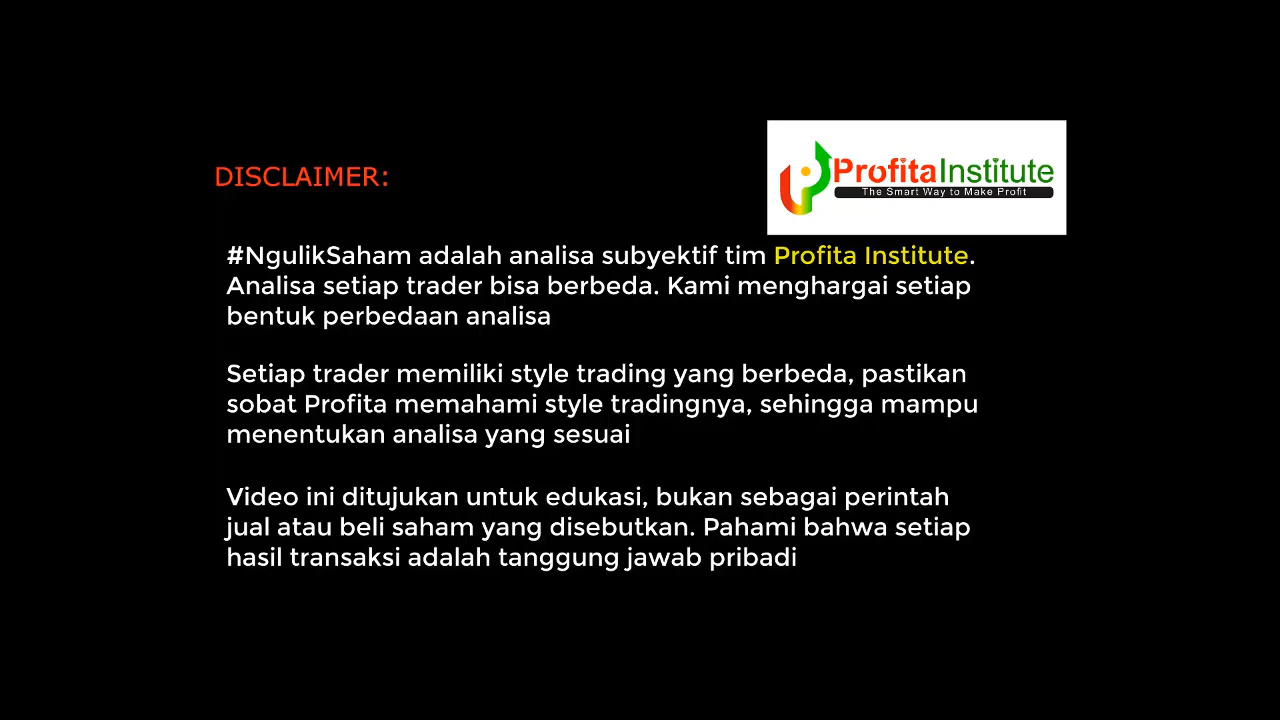 DISCLAIMER:
ProfitaInstitute
The Smart Way to Make Profit
#NgulikSaham adalah analisa subyektif tim Profita Institute.
Analisa setiap trader bisa berbeda. Kami menghargai setiap
bentuk perbedaan analisa
Setiap trader memiliki style trading yang berbeda, pastikan
sobat Profita memahami style tradingnya, sehingga mampu
menentukan analisa yang sesuai
Video ini ditujukan untuk edukasi, bukan sebagai perintah
jual atau beli saham yang disebutkan. Pahami bahwa setiap
hasil transaksi adalah tanggung jawab pribadi